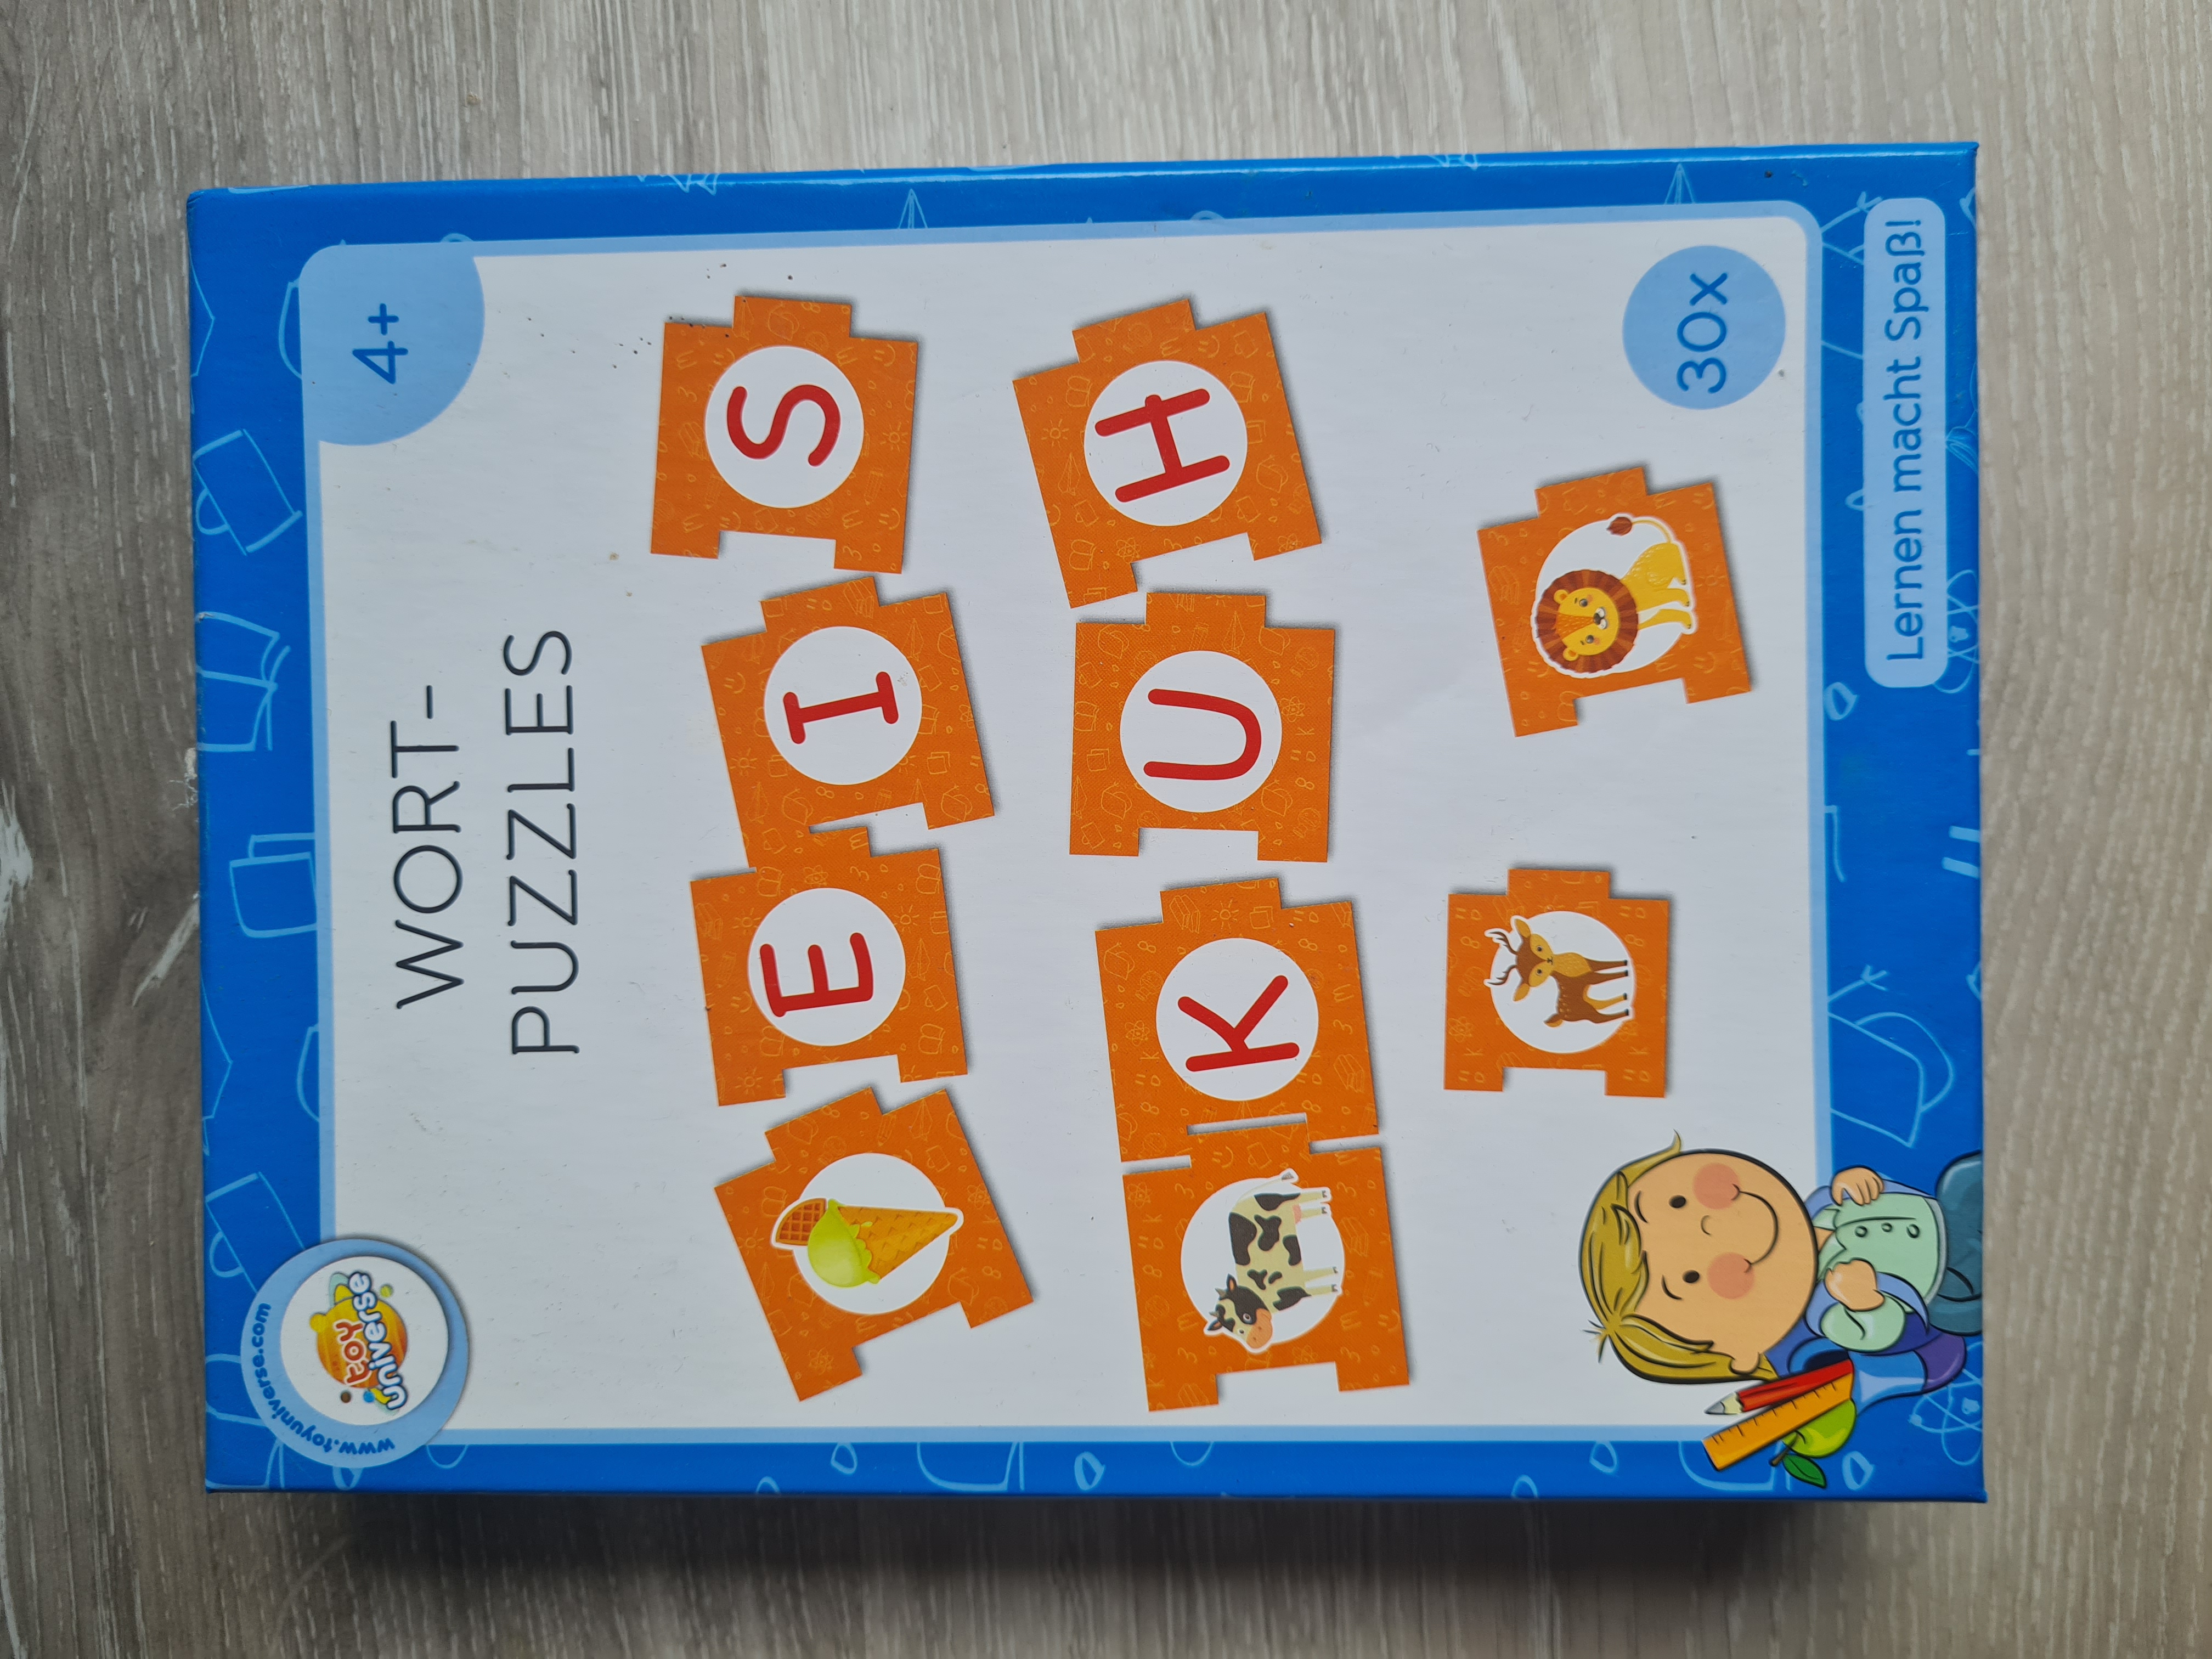 www.toyuniverse.com
toy
universe
4+
WORT-
PUZZLES
E I S
K U H
30x
Lernen macht Spaß!